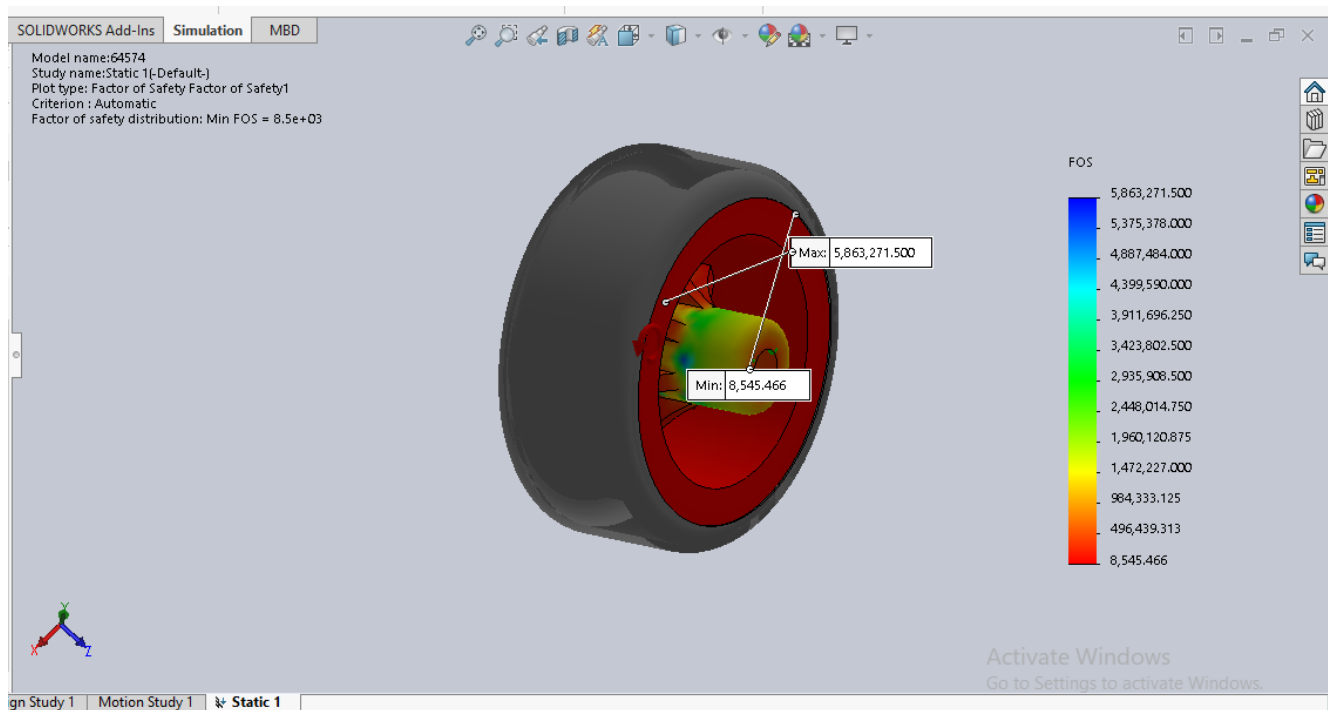 SOLIDWORKS Add-Ins Simulation MBD
Model name:64574
Study name:Static 1(-Default-)
Plot type: Factor of Safety Factor of Safety1
Criterion : Automatic
Factor of safety distribution: Min FOS = 8.5e+03
FOS
5,863,271.500
5,375,378.000
4,887,484.000
4,399,590.000
3,911,696.250
3,423,802.500
2,935,908.500
2,448,014.750
1,960,120.875
1,472,227.000
984,333.125
496,439.313
8,545.466
Max: 5,863,271.500
Min: 8,545.466
Y
X
Z
Activate Windows
Go to Settings to activate Windows.
gn Study 1 Motion Study 1 Static 1